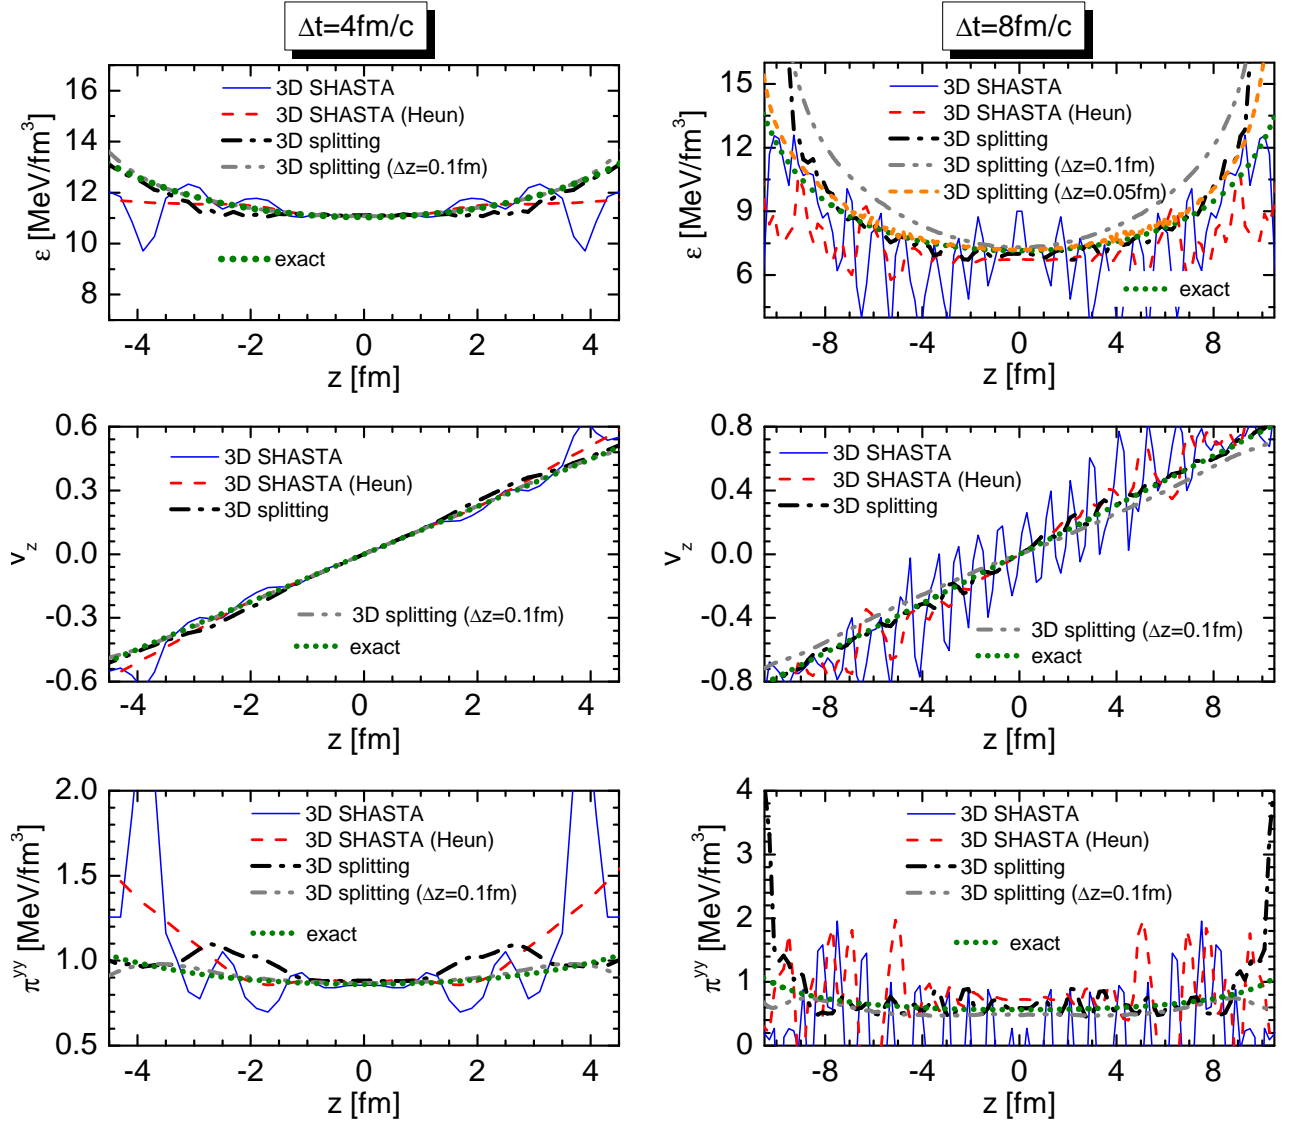 Δt=4fm/c
Δt=8fm/c
ε [MeV/fm³]
16
14
12
10
8
3D SHASTA
3D SHASTA (Heun)
3D splitting
3D splitting (Δz=0.1fm)
exact
-4 -2 0 2 4
z [fm]
ε [MeV/fm³]
15
12
9
6
3D SHASTA
3D SHASTA (Heun)
3D splitting
3D splitting (Δz=0.1fm)
3D splitting (Δz=0.05fm)
exact
-8 -4 0 4 8
z [fm]
v_z
0.6
0.3
0.0
-0.3
-0.6
3D SHASTA
3D SHASTA (Heun)
3D splitting
3D splitting (Δz=0.1fm)
exact
-4 -2 0 2 4
z [fm]
v_z
0.8
0.4
0.0
-0.4
-0.8
3D SHASTA
3D SHASTA (Heun)
3D splitting
3D splitting (Δz=0.1fm)
exact
-8 -4 0 4 8
z [fm]
π^yy [MeV/fm³]
2.0
1.5
1.0
0.5
3D SHASTA
3D SHASTA (Heun)
3D splitting
3D splitting (Δz=0.1fm)
exact
-4 -2 0 2 4
z [fm]
π^yy [MeV/fm³]
4
3
2
1
0
3D SHASTA
3D SHASTA (Heun)
3D splitting
3D splitting (Δz=0.1fm)
exact
-8 -4 0 4 8
z [fm]